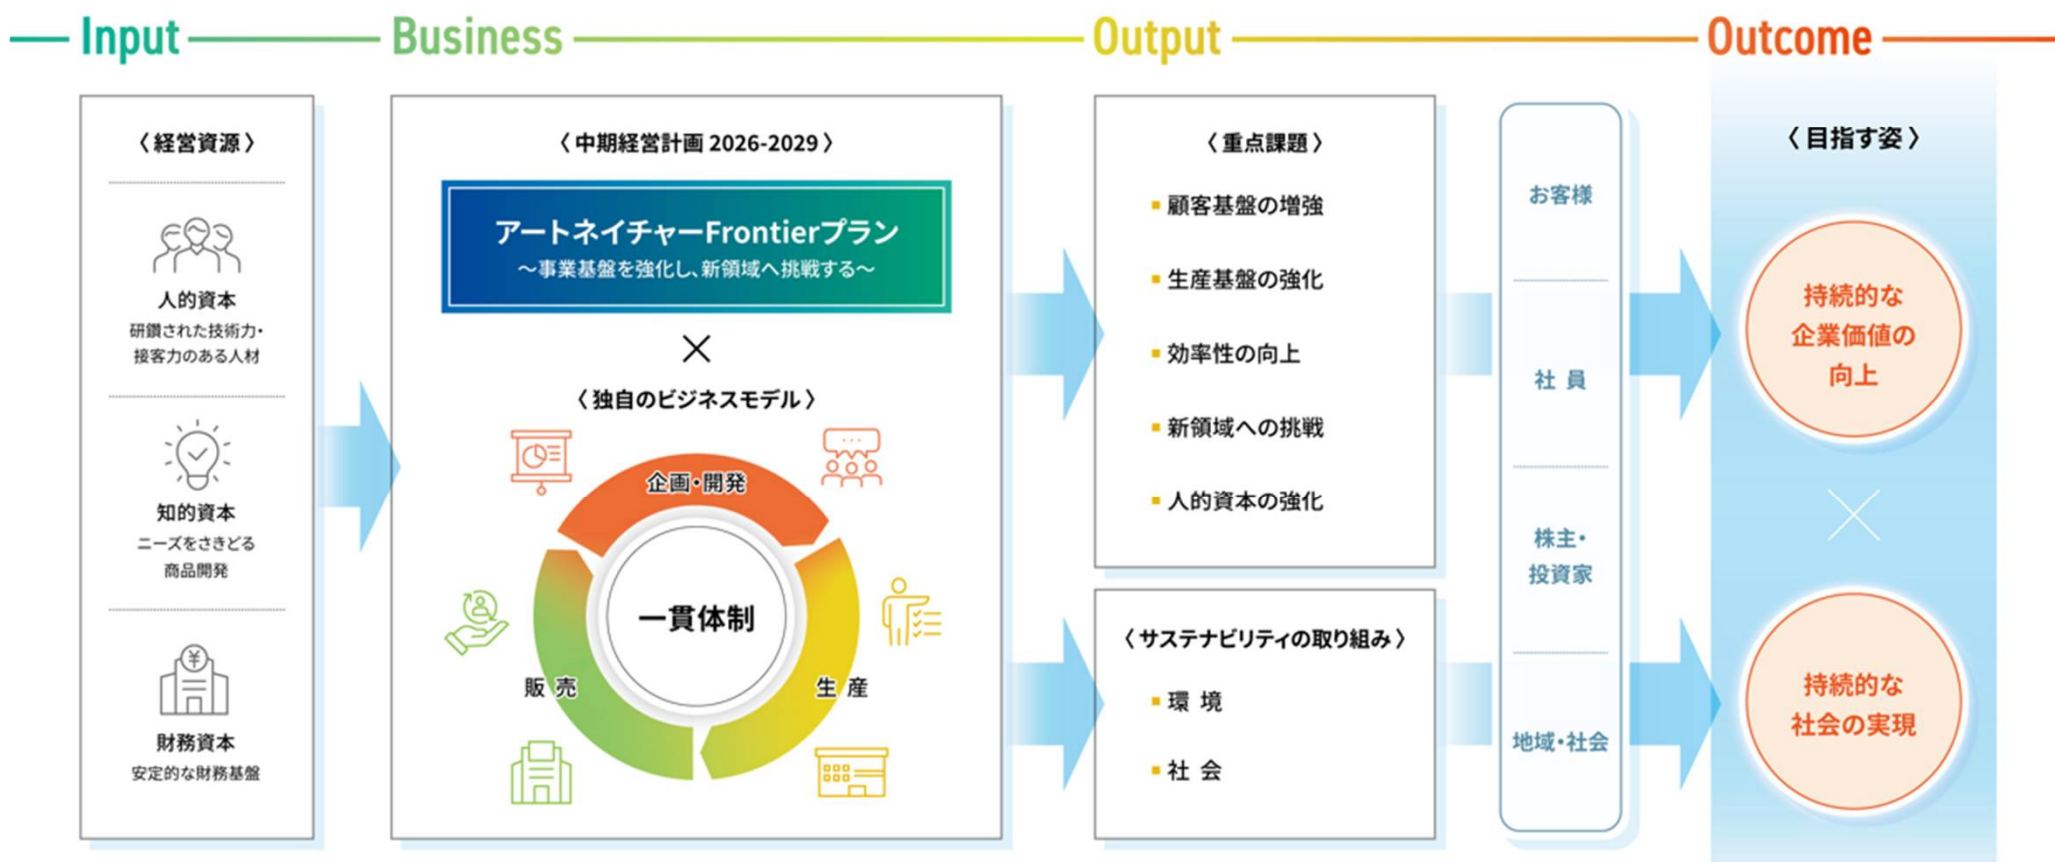 Input
Business
Output
Outcome
〈 経営資源 〉
人的資本
研鑽された技術力・
接客力のある人材
知的資本
ニーズをさきどる
商品開発
財務資本
安定的な財務基盤
〈 中期経営計画 2026-2029 〉
アートネイチャーFrontierプラン
～事業基盤を強化し、新領域へ挑戦する～
×
〈 独自のビジネスモデル 〉
企画・開発
一貫体制
販 売
生 産
〈 重点課題 〉
顧客基盤の増強
生産基盤の強化
効率性の向上
新領域への挑戦
人的資本の強化
〈 サステナビリティの取り組み 〉
環 境
社 会
お客様
社 員
株主・
投資家
地域・社会
〈 目指す姿 〉
持続的な
企業価値の
向上
×
持続的な
社会の実現